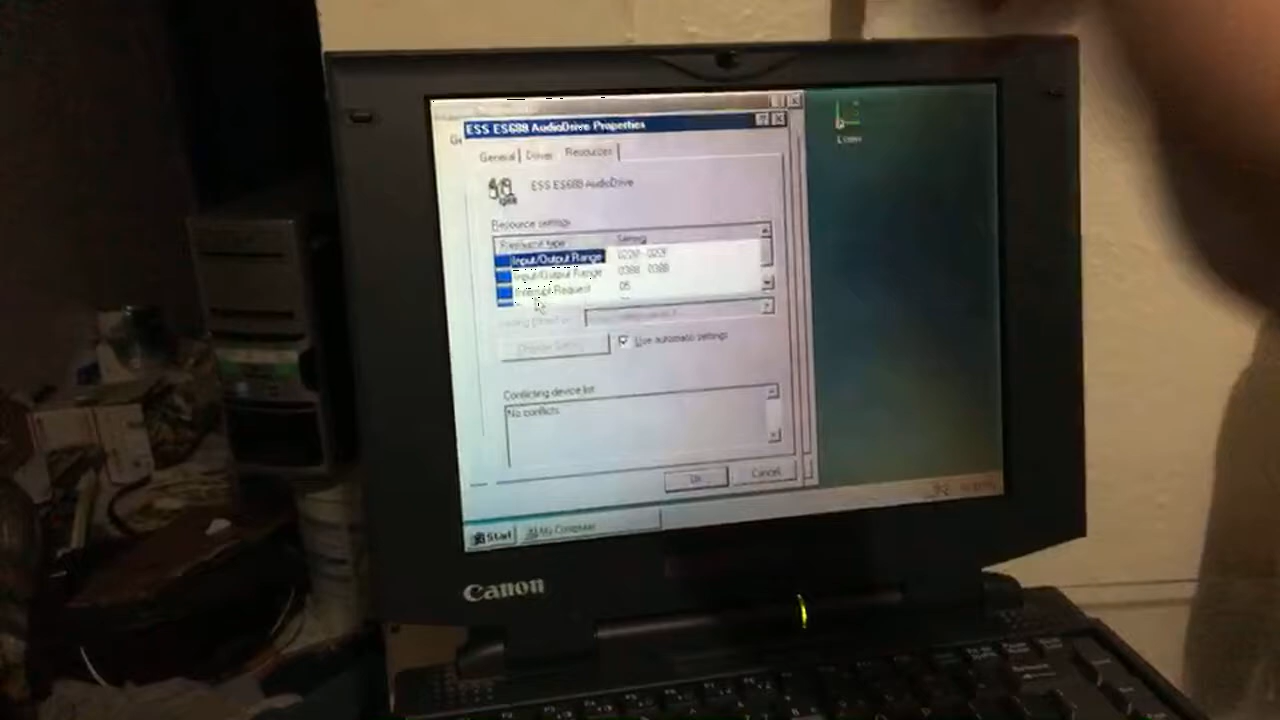 ESS ES688 AudioDrive Properties
General Driver Resources
ESS ES688 AudioDrive
Resource settings:
Resource type Setting
Input/Output Range 0220 - 022F
Input/Output Range 0388 - 038B
Interrupt Request 05
Change Setting...
Use automatic settings
Conflicting device list:
No conflicts.
OK Cancel
Start My Computer
Canon